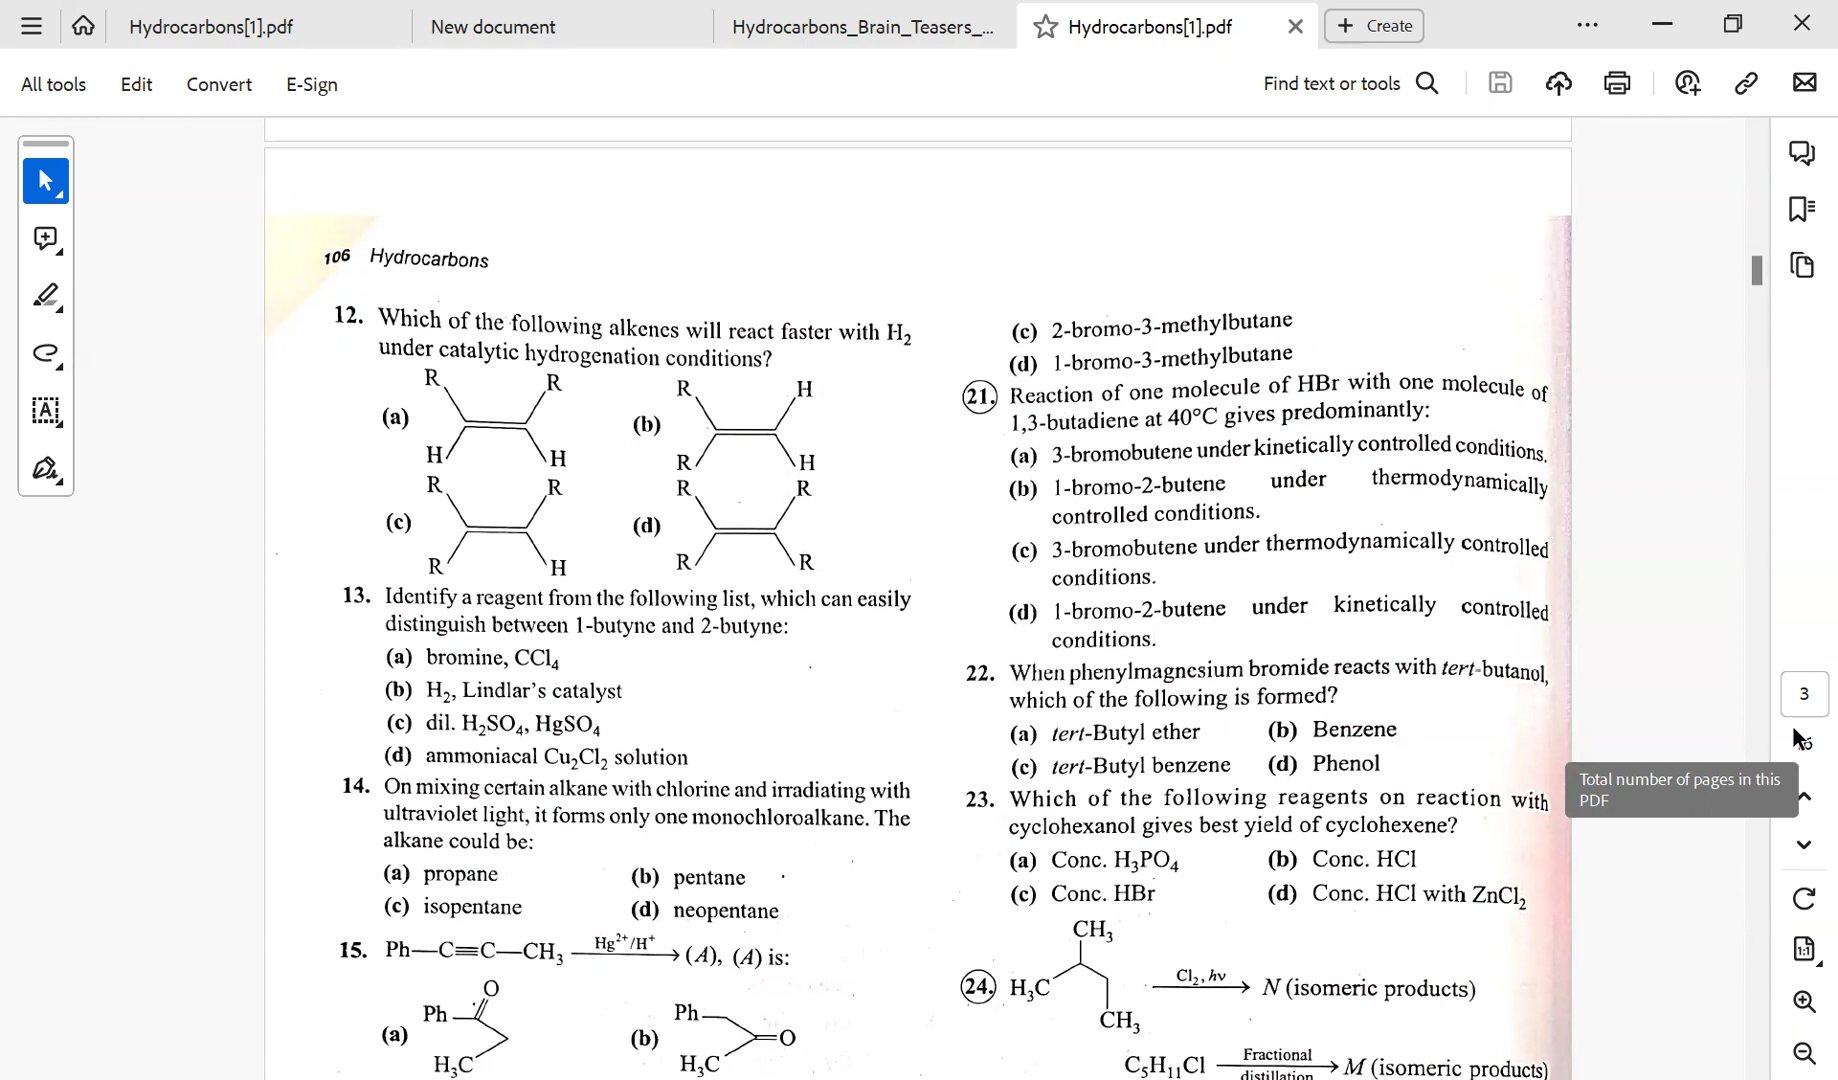 Hydrocarbons[1].pdf
New document
Hydrocarbons_Brain_Teasers_...
Hydrocarbons[1].pdf
+ Create
All tools
Edit
Convert
E-Sign
Find text or tools
106 Hydrocarbons
12. Which of the following alkenes will react faster with H₂
under catalytic hydrogenation conditions?
R R R H
(a) (b)
H H R H
R R R R
(c) (d)
R H R R
13. Identify a reagent from the following list, which can easily
distinguish between 1-butyne and 2-butyne:
(a) bromine, CCl₄
(b) H₂, Lindlar's catalyst
(c) dil. H₂SO₄, HgSO₄
(d) ammoniacal Cu₂Cl₂ solution
14. On mixing certain alkane with chlorine and irradiating with
ultraviolet light, it forms only one monochloroalkane. The
alkane could be:
(a) propane (b) pentane
(c) isopentane (d) neopentane
15. Ph—C≡C—CH₃ Hg²⁺/H⁺ → (A), (A) is:
O
Ph Ph
(a) (b) =O
H₃C H₃C
(c) 2-bromo-3-methylbutane
(d) 1-bromo-3-methylbutane
21. Reaction of one molecule of HBr with one molecule of
1,3-butadiene at 40°C gives predominantly:
(a) 3-bromobutene under kinetically controlled conditions.
(b) 1-bromo-2-butene under thermodynamically
controlled conditions.
(c) 3-bromobutene under thermodynamically controlled
conditions.
(d) 1-bromo-2-butene under kinetically controlled
conditions.
22. When phenylmagnesium bromide reacts with tert-butanol,
which of the following is formed?
(a) tert-Butyl ether (b) Benzene
(c) tert-Butyl benzene (d) Phenol
23. Which of the following reagents on reaction with
cyclohexanol gives best yield of cyclohexene?
(a) Conc. H₃PO₄ (b) Conc. HCl
(c) Conc. HBr (d) Conc. HCl with ZnCl₂
CH₃
24. H₃C Cl₂, hν → N (isomeric products)
CH₃
C₅H₁₁Cl Fractional distillation → M (isomeric products)
3
Total number of pages in this
PDF
1:1